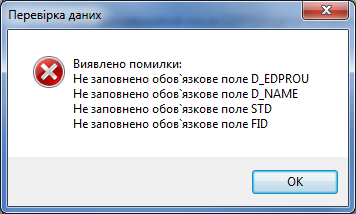 Перевірка даних
Виявлено помилки:
Не заповнено обов`язкове поле D_EDPROU
Не заповнено обов`язкове поле D_NAME
Не заповнено обов`язкове поле STD
Не заповнено обов`язкове поле FID
OK